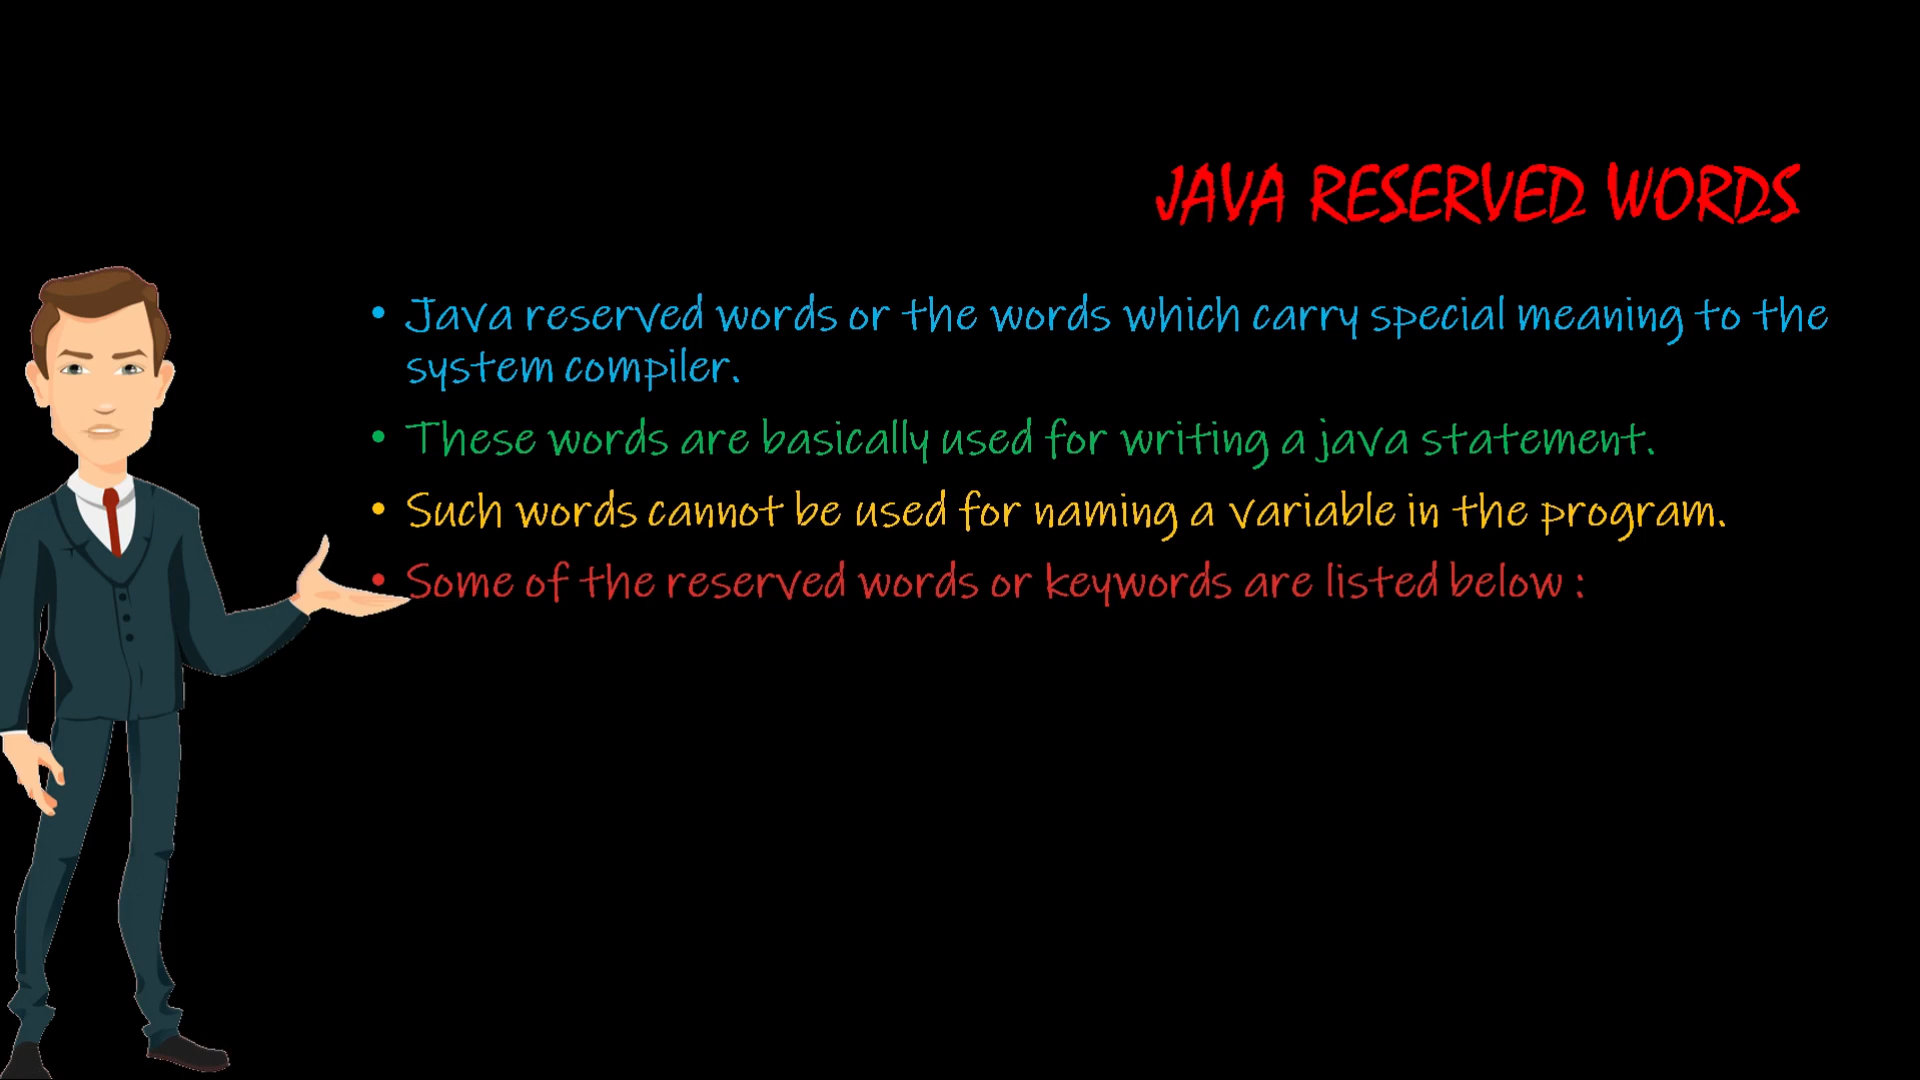 JAVA RESERVED WORDS
• Java reserved words or the words which carry special meaning to the
system compiler.
• These words are basically used for writing a java statement.
• Such words cannot be used for naming a variable in the program.
• Some of the reserved words or keywords are listed below :